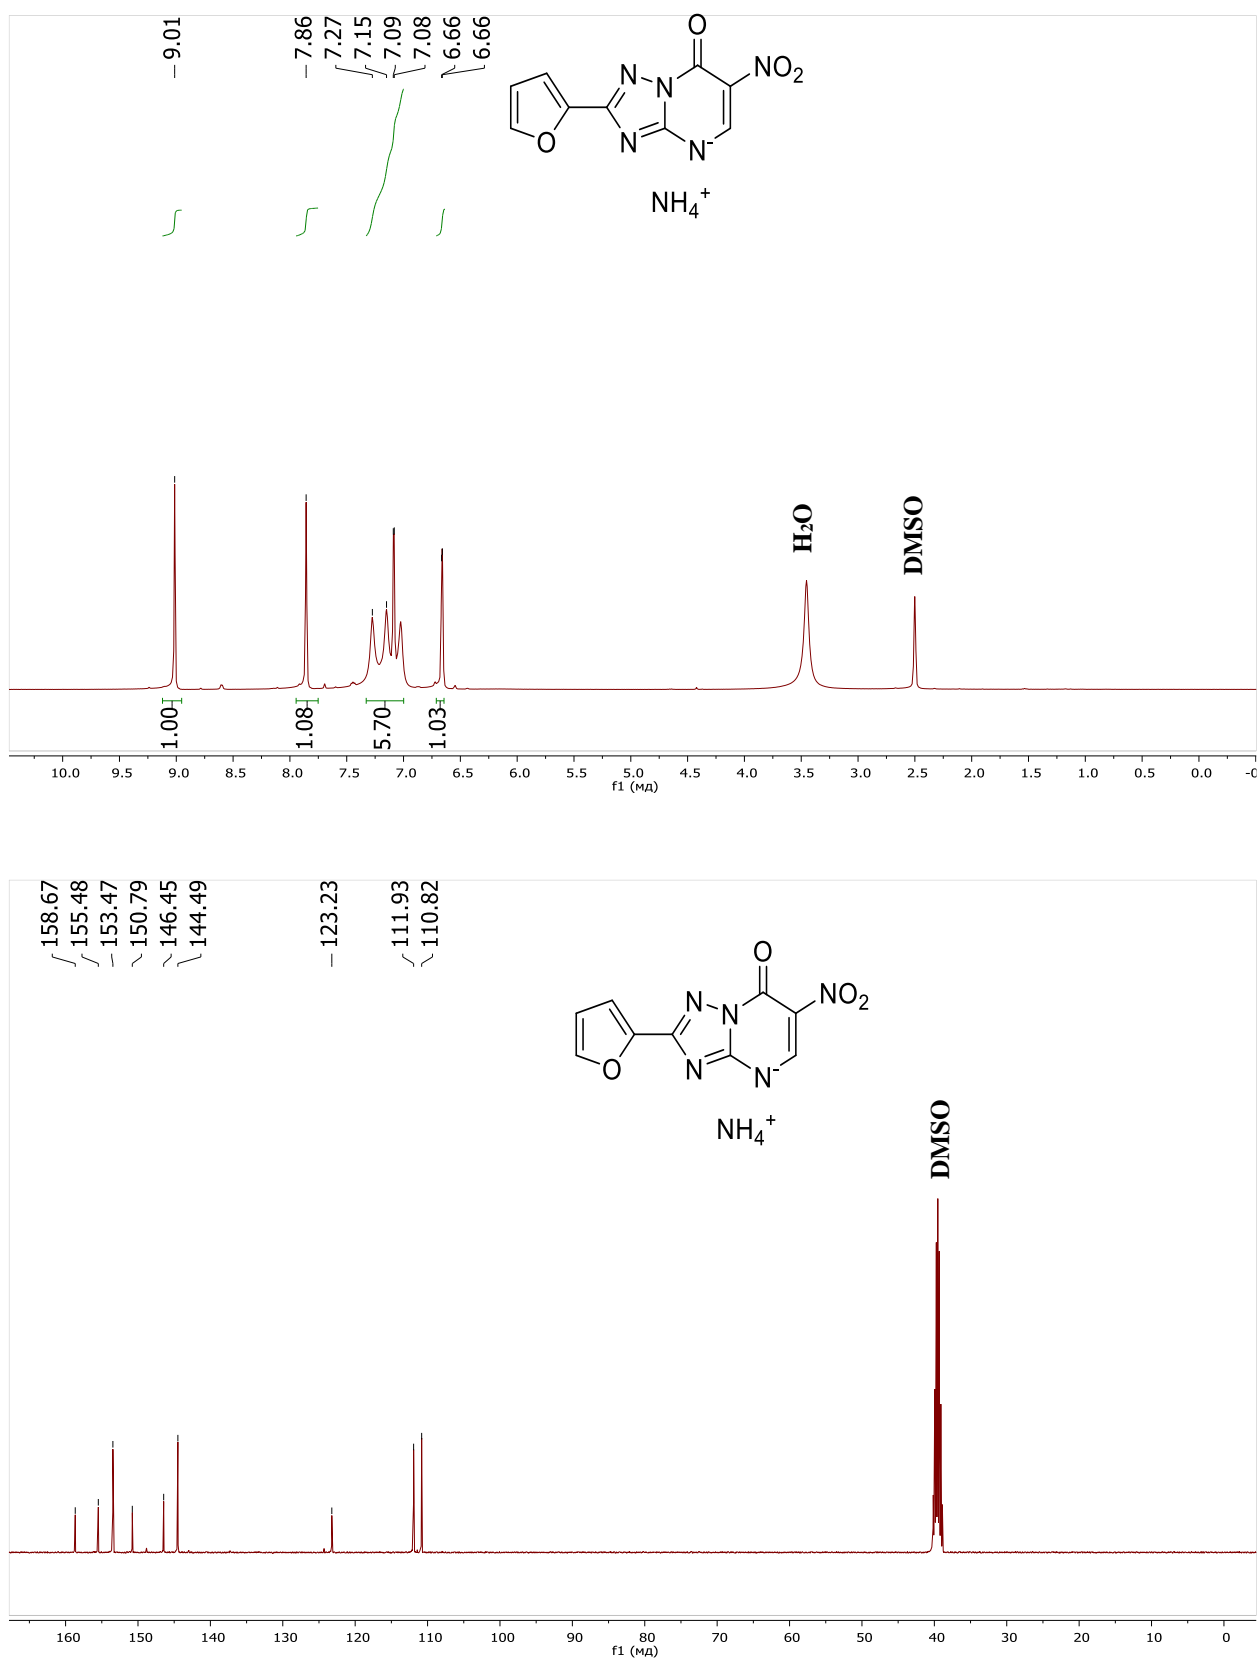 9.01
7.86
7.27
7.15
7.09
7.08
6.66
6.66
O
N
N
NO2
O
N
N-
NH4+
H2O
DMSO
1.00
1.08
5.70
1.03
10.0 9.5 9.0 8.5 8.0 7.5 7.0 6.5 6.0 5.5 5.0 4.5 4.0 3.5 3.0 2.5 2.0 1.5 1.0 0.5 0.0 -0
f1 (мд)
158.67
155.48
153.47
150.79
146.45
144.49
123.23
111.93
110.82
O
N
N
NO2
O
N
N-
NH4+
DMSO
160 150 140 130 120 110 100 90 80 70 60 50 40 30 20 10 0
f1 (мд)